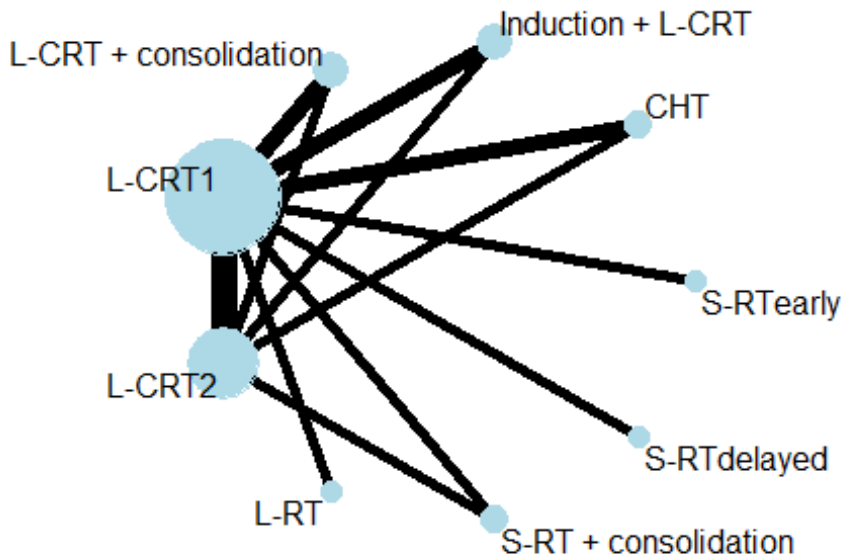 Induction + L-CRT
L-CRT + consolidation
CHT
L-CRT1
S-RTearly
L-CRT2
S-RTdelayed
L-RT
S-RT + consolidation